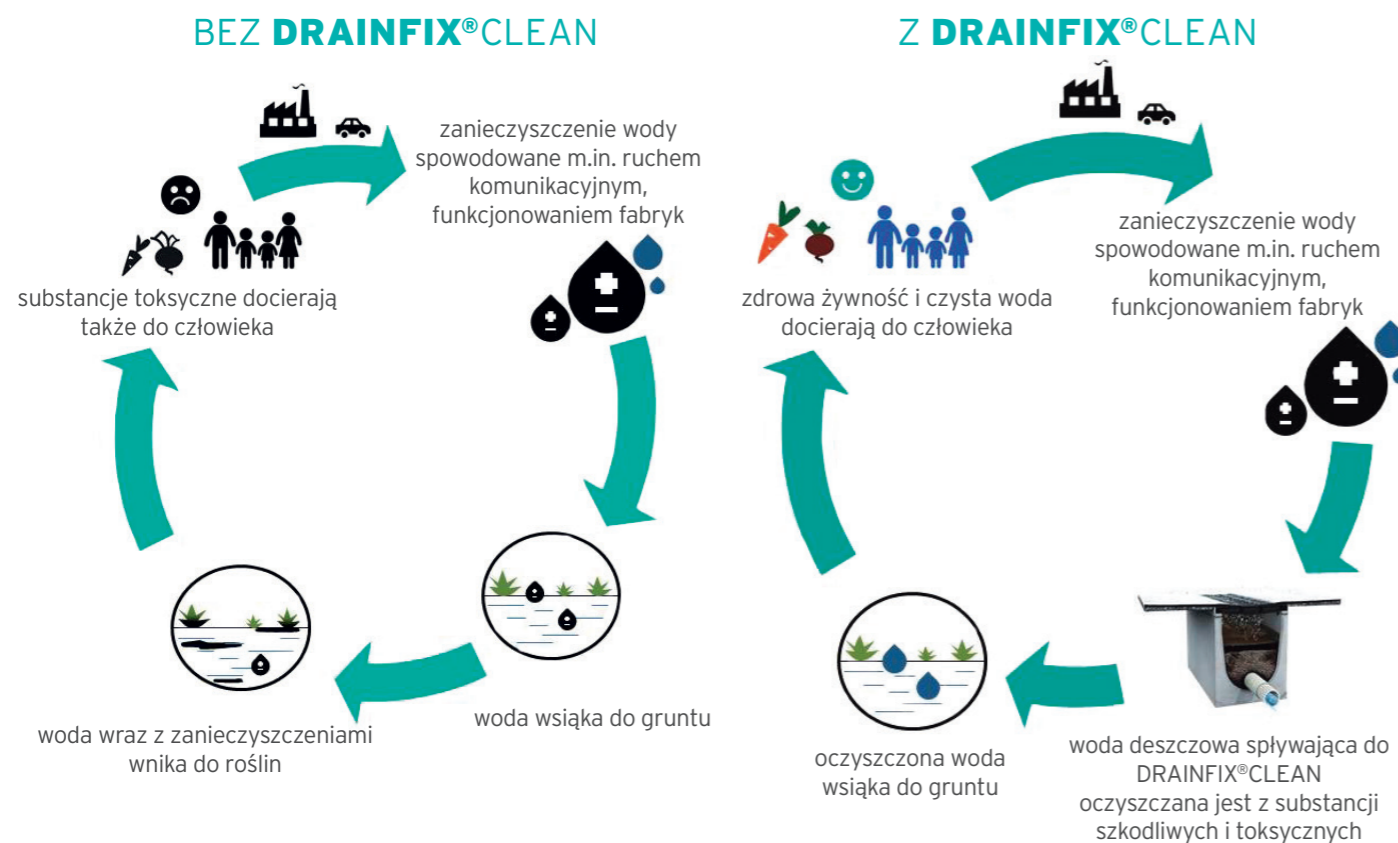 BEZ DRAINFIX®CLEAN
zanieczyszczenie wody
spowodowane m.in. ruchem
komunikacyjnym,
funkcjonowaniem fabryk
substancje toksyczne docierają
także do człowieka
woda wsiąka do gruntu
woda wraz z zanieczyszczeniami
wnika do roślin
Z DRAINFIX®CLEAN
zanieczyszczenie wody
spowodowane m.in. ruchem
komunikacyjnym,
funkcjonowaniem fabryk
zdrowa żywność i czysta woda
docierają do człowieka
oczyszczona woda
wsiąka do gruntu
woda deszczowa spływająca do
DRAINFIX®CLEAN
oczyszczana jest z substancji
szkodliwych i toksycznych